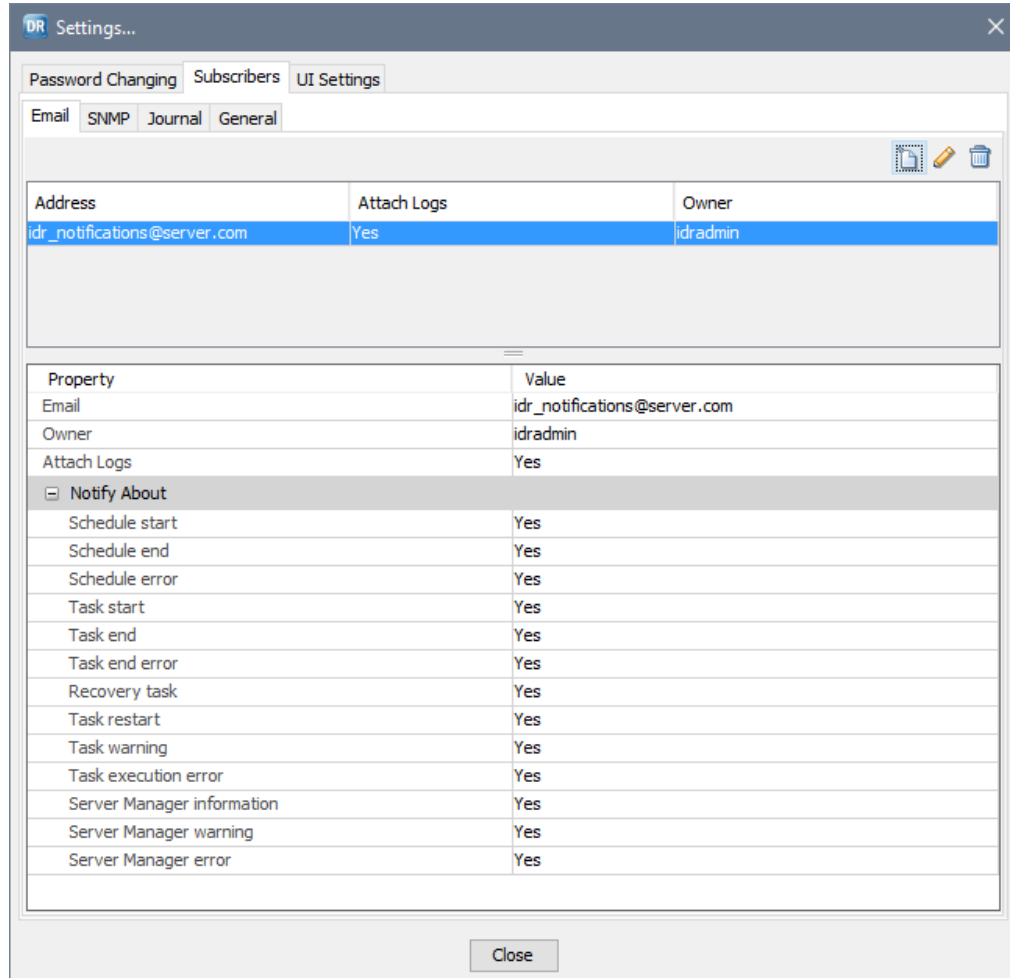 DR Settings...
Password Changing Subscribers UI Settings
Email SNMP Journal General
Address Attach Logs Owner
idr_notifications@server.com Yes idradmin
Property Value
Email idr_notifications@server.com
Owner idradmin
Attach Logs Yes
Notify About
Schedule start Yes
Schedule end Yes
Schedule error Yes
Task start Yes
Task end Yes
Task end error Yes
Recovery task Yes
Task restart Yes
Task warning Yes
Task execution error Yes
Server Manager information Yes
Server Manager warning Yes
Server Manager error Yes
Close